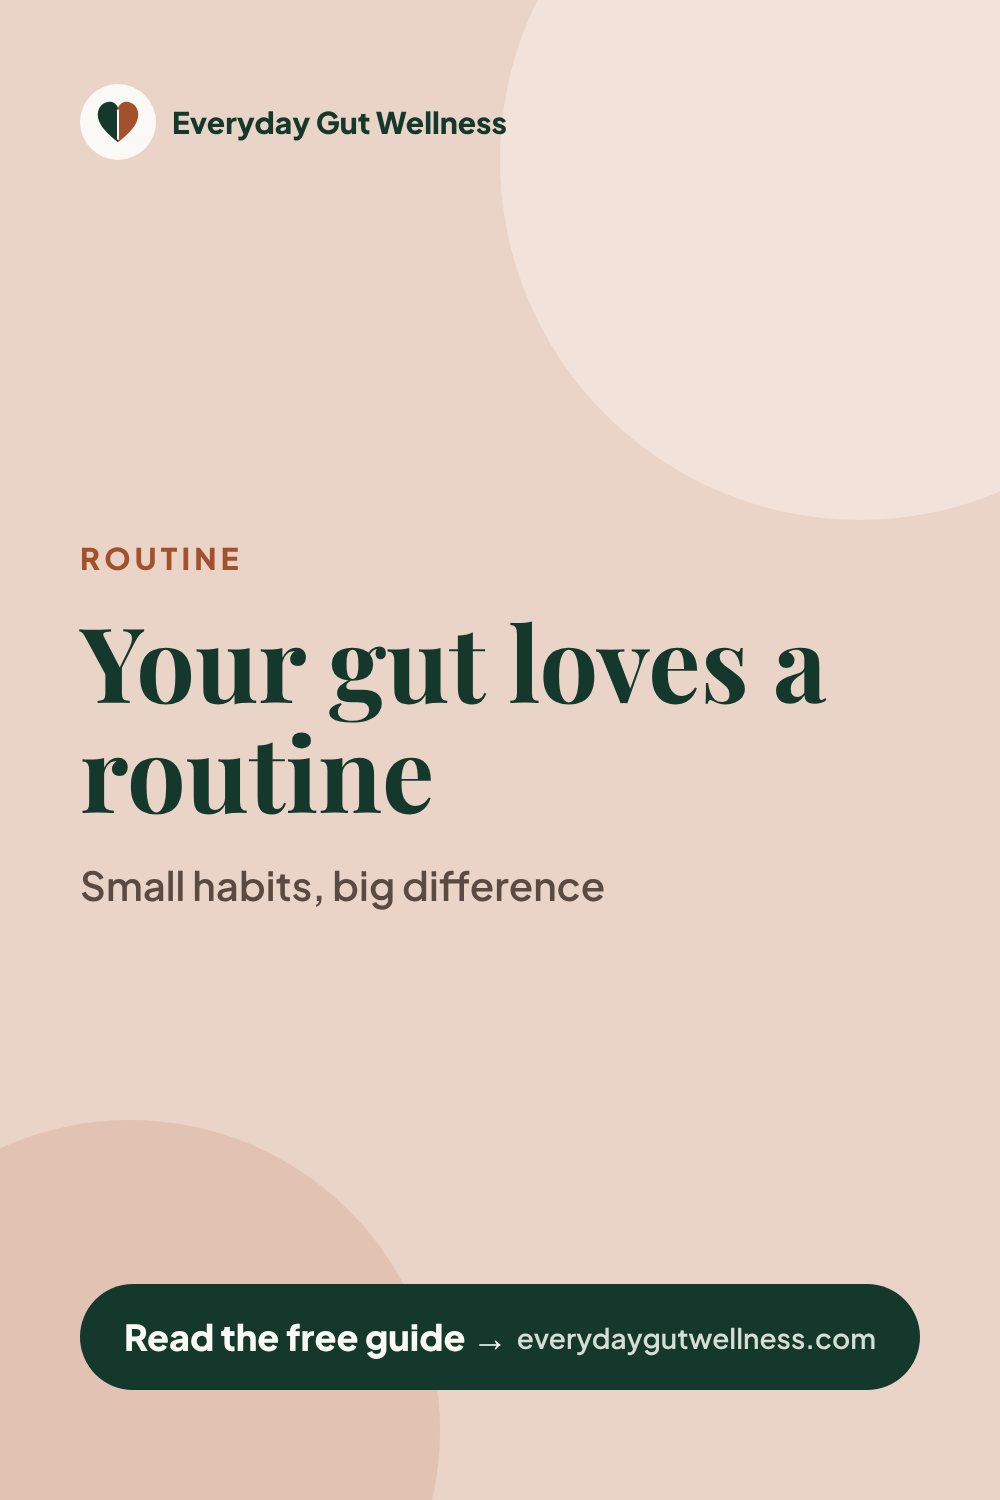 Everyday Gut Wellness
ROUTINE
Your gut loves a
routine
Small habits, big difference
Read the free guide → everydaygutwellness.com